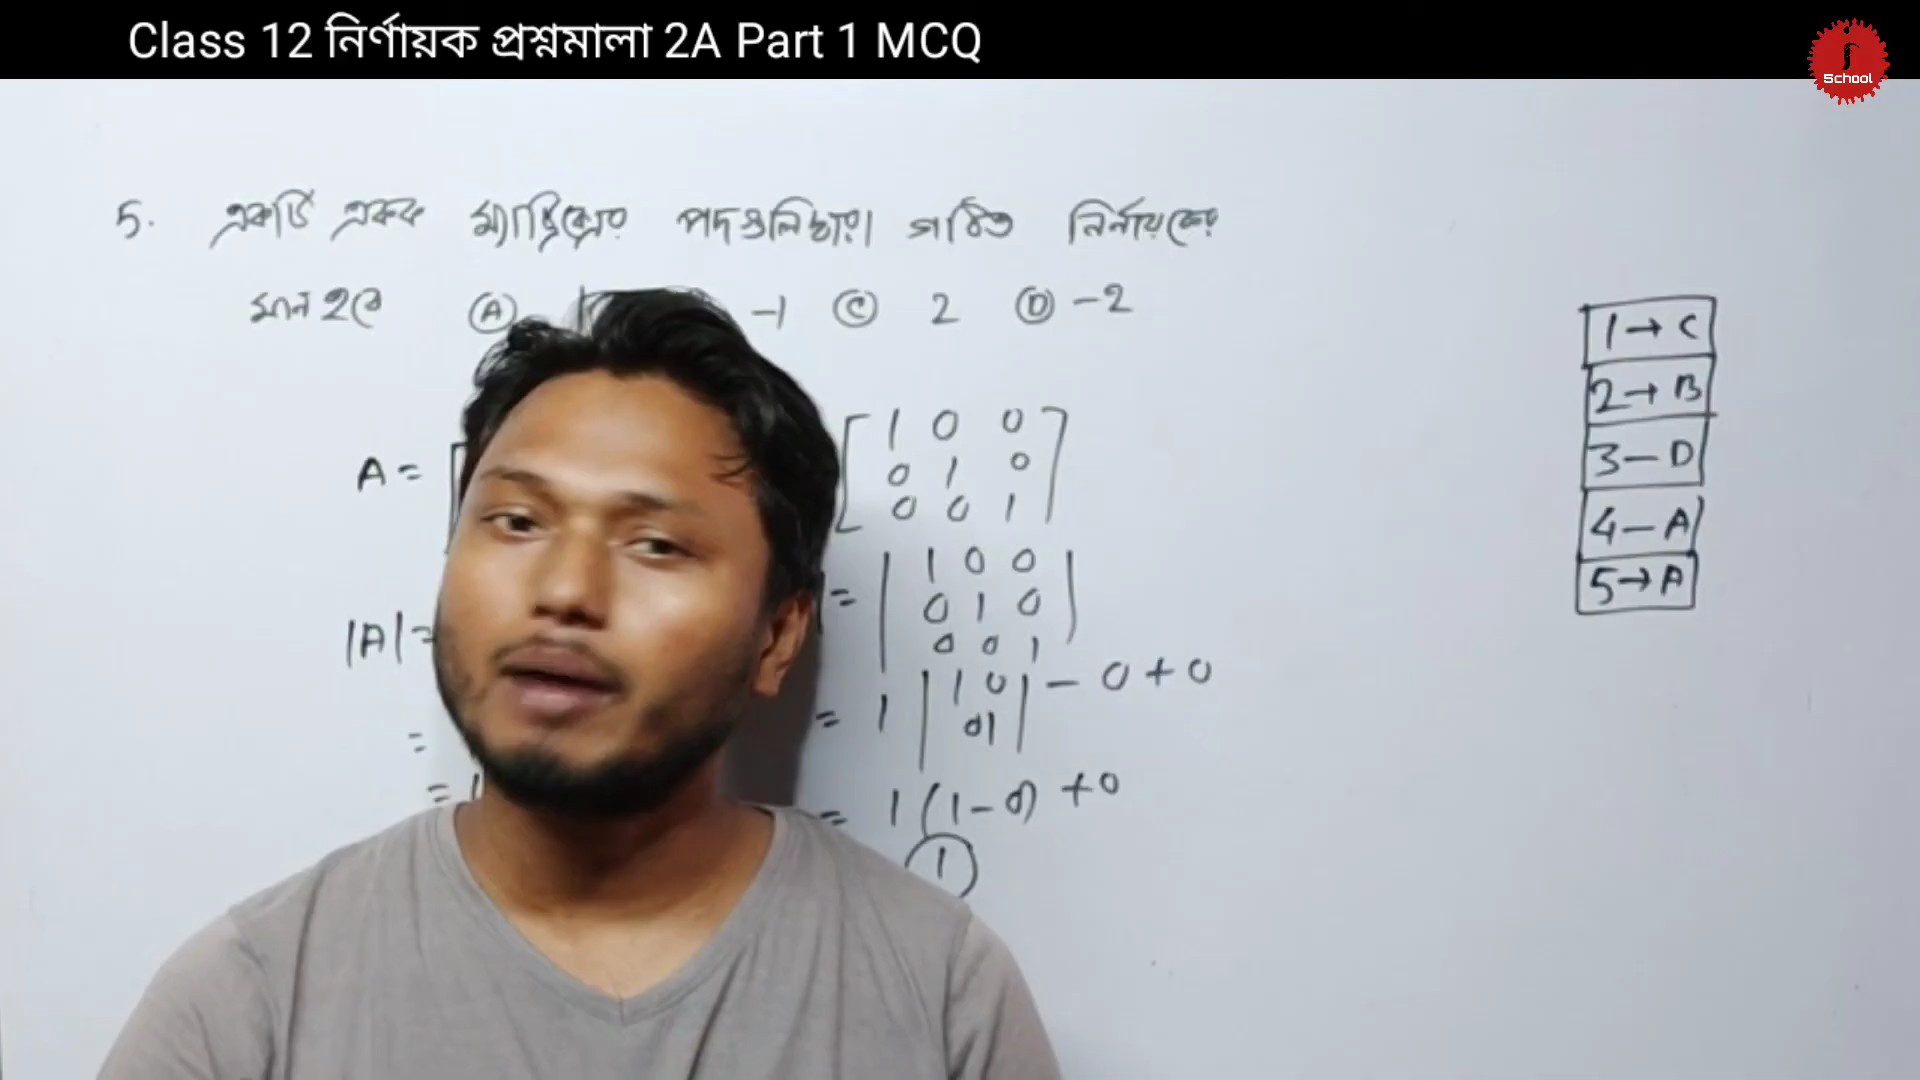 Class 12 নির্ণায়ক প্রশ্নমালা 2A Part 1 MCQ
School
5. একটি একক ম্যাট্রিক্সের পদগুলিদ্বারা গঠিত নির্নায়কের
মান হবে Ⓐ 1 -1 Ⓒ 2 Ⓓ -2
A = [
[ 1 0 0
0 1 0
0 0 1 ]
|A| =
= | 1 0 0
0 1 0
0 0 1 |
= 1 | 1 0
0 1 | - 0 + 0
=
= 1
= 1 (1-0) + 0
1
1 → C
2 → B
3 — D
4 — A
5 → A